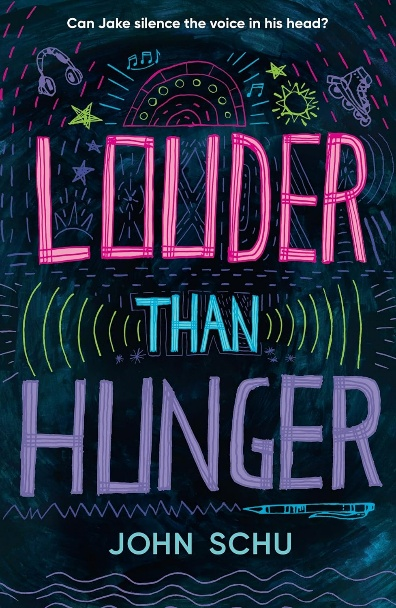 Can Jake silence the voice in his head?
LOUDER
THAN
HUNGER
JOHN SCHU